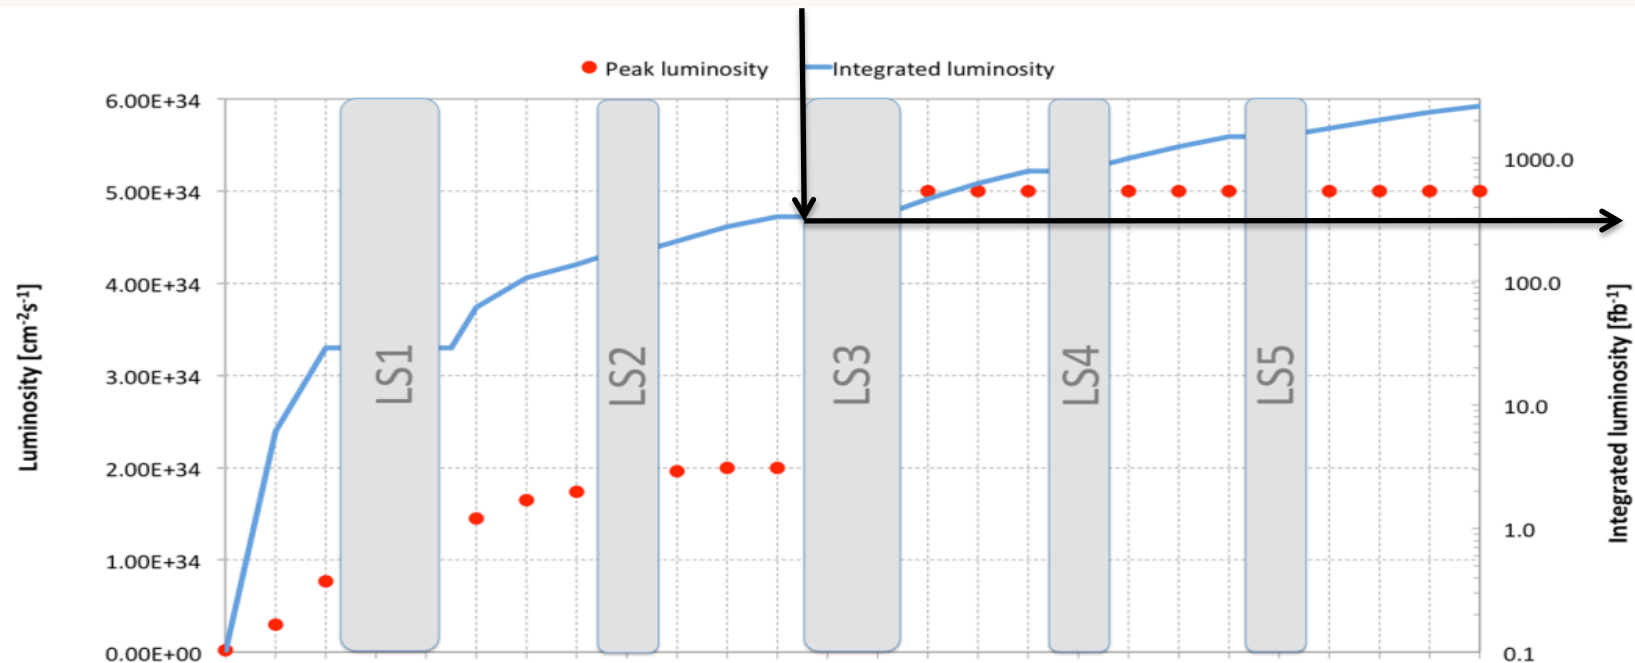 Peak luminosity
Integrated luminosity
6.00E+34
5.00E+34
4.00E+34
3.00E+34
2.00E+34
1.00E+34
0.00E+00
Luminosity [cm⁻²s⁻¹]
LS1
LS2
LS3
LS4
LS5
1000.0
100.0
10.0
1.0
0.1
Integrated luminosity [fb⁻¹]